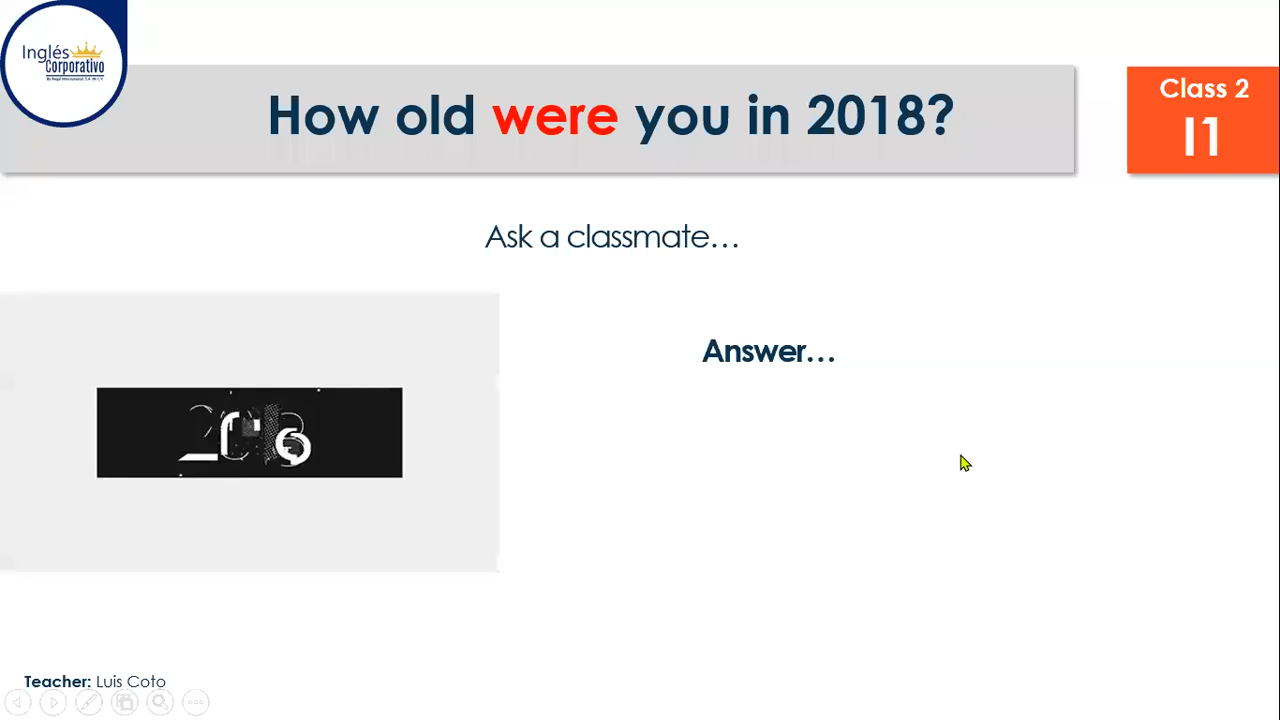 Inglés
Corporativo
How old were you in 2018?
Class 2
I1
Ask a classmate…
Answer…
Teacher: Luis Coto